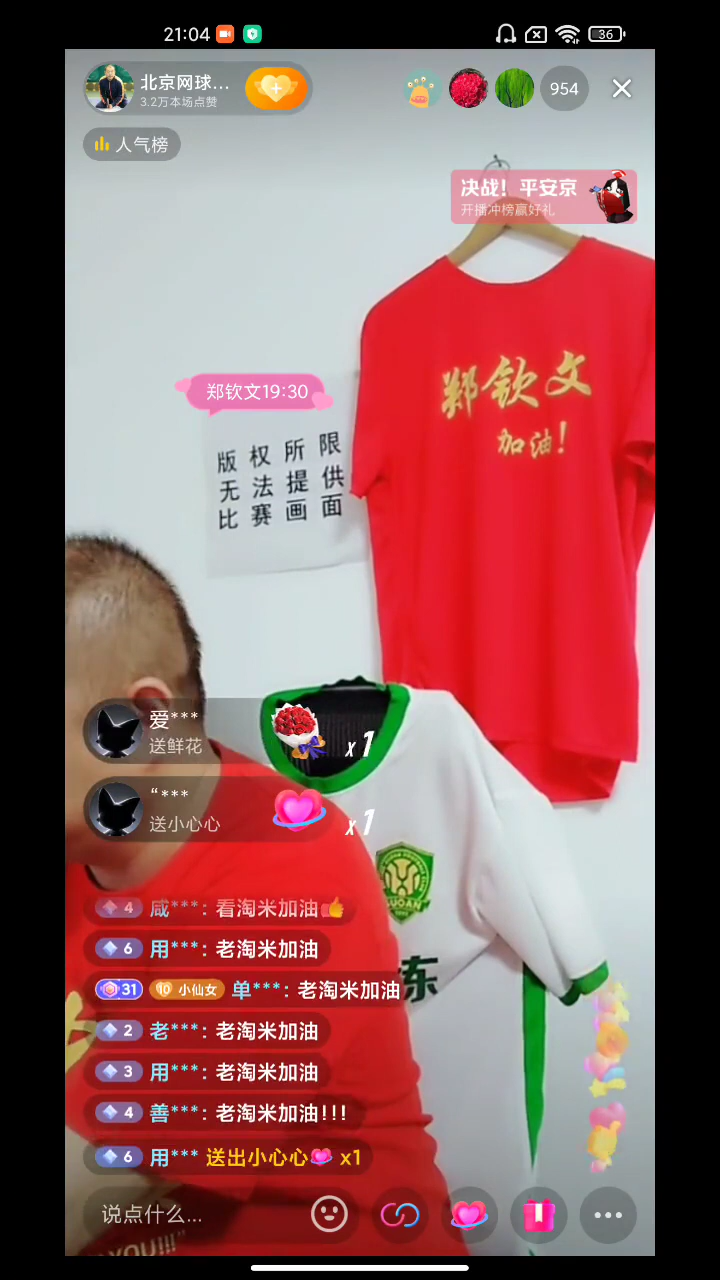 21:04
36
北京网球...
3.2万本场点赞
954
人气榜
决战！平安京
开播冲榜赢好礼
郑钦文
加油！
郑钦文19:30
版权所限
无法提供
比赛画面
爱***
送鲜花
x1
“***
送小心心
x1
GUOAN
东
4 咸***：看淘米加油
6 用***：老淘米加油
31 10 小仙女 单***：老淘米加油
2 老***：老淘米加油
3 用***：老淘米加油
4 善***：老淘米加油!!!
6 用*** 送出小心心 x1
说点什么...
YOU!!!"